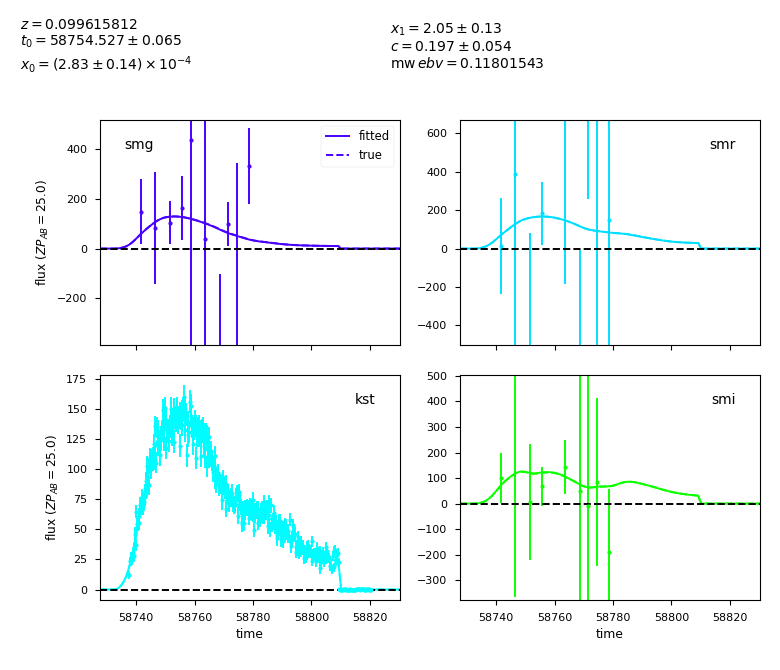 z = 0.099615812
t₀ = 58754.527 ± 0.065
x₀ = (2.83 ± 0.14) × 10⁻⁴
x₁ = 2.05 ± 0.13
c = 0.197 ± 0.054
mw ebv = 0.11801543
smg
fitted
true
400
200
0
−200
flux (ZP_AB = 25.0)
smr
600
400
200
0
−200
−400
kst
175
150
125
100
75
50
25
0
flux (ZP_AB = 25.0)
58740 58760 58780 58800 58820
time
smi
500
400
300
200
100
0
−100
−200
−300
58740 58760 58780 58800 58820
time